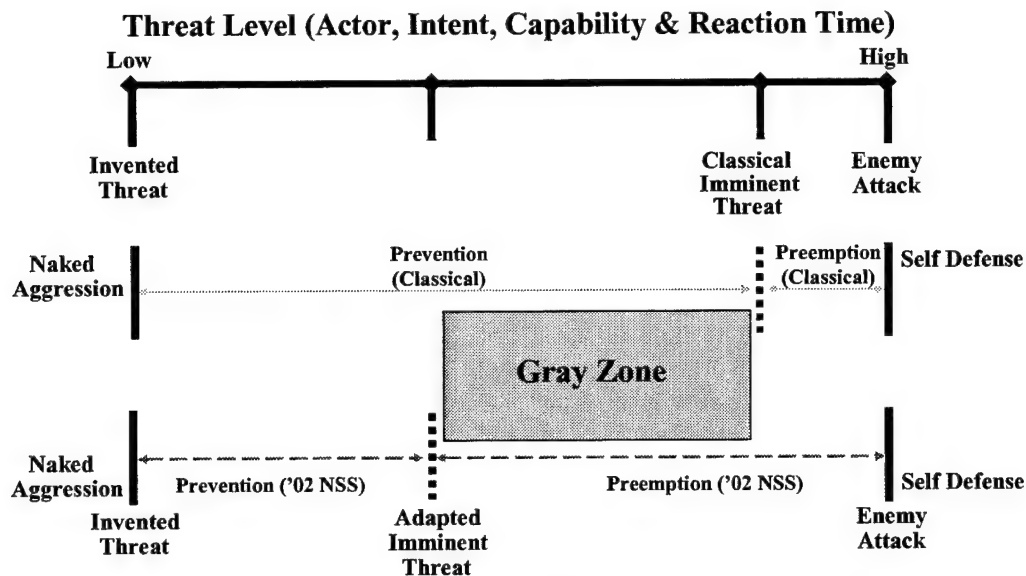 Threat Level (Actor, Intent, Capability & Reaction Time)
Low
High
Invented
Threat
Classical
Imminent
Threat
Enemy
Attack
Naked
Aggression
Prevention
(Classical)
Preemption
(Classical)
Self Defense
Gray Zone
Naked
Aggression
Prevention ('02 NSS)
Preemption ('02 NSS)
Self Defense
Invented
Threat
Adapted
Imminent
Threat
Enemy
Attack